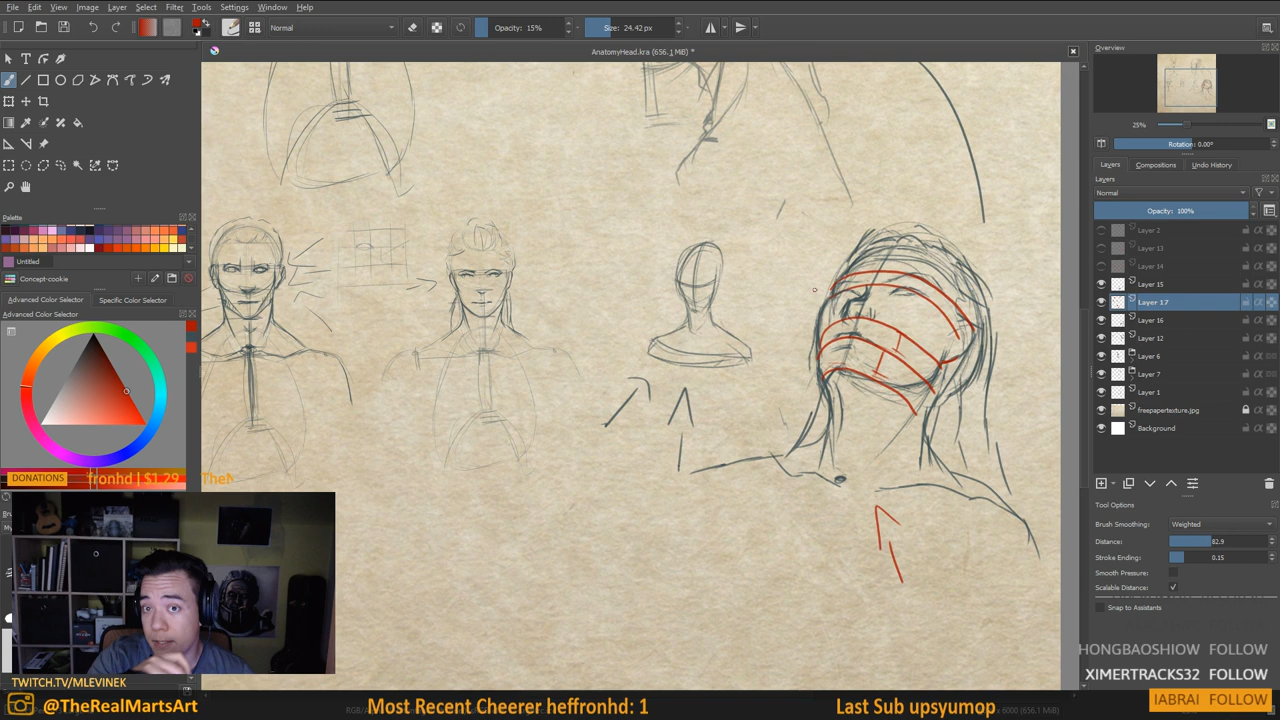 File Edit View Image Layer Select Filter Tools Settings Window Help
Normal Opacity: 15% Size: 24.42 px
AnatomyHead.kra (656.1 MiB) *
Overview
25%
Rotation: 0.00°
Layers Compositions Undo History
Layers
Normal
Opacity: 100%
Layer 2
Layer 13
Layer 14
Layer 15
Layer 17
Layer 16
Layer 12
Layer 6
Layer 7
Layer 1
freepapertexture.jpg
Background
Tool Options
Brush Smoothing: Weighted
Distance: 82.9
Stroke Ending: 0.15
Smooth Pressure:
Scalable Distance:
Snap to Assistants
Palette
Untitled
Concept-cookie
Advanced Color Selector Specific Color Selector
Advanced Color Selector
DONATIONS fronhd | $1.29
TWITCH.TV/MLEVINEK
HONGBAOSHIOW FOLLOW
XIMERTRACKS32 FOLLOW
IABRAI FOLLOW
@TheRealMartsArt Most Recent Cheerer heffronhd: 1 Last Sub upsyumop